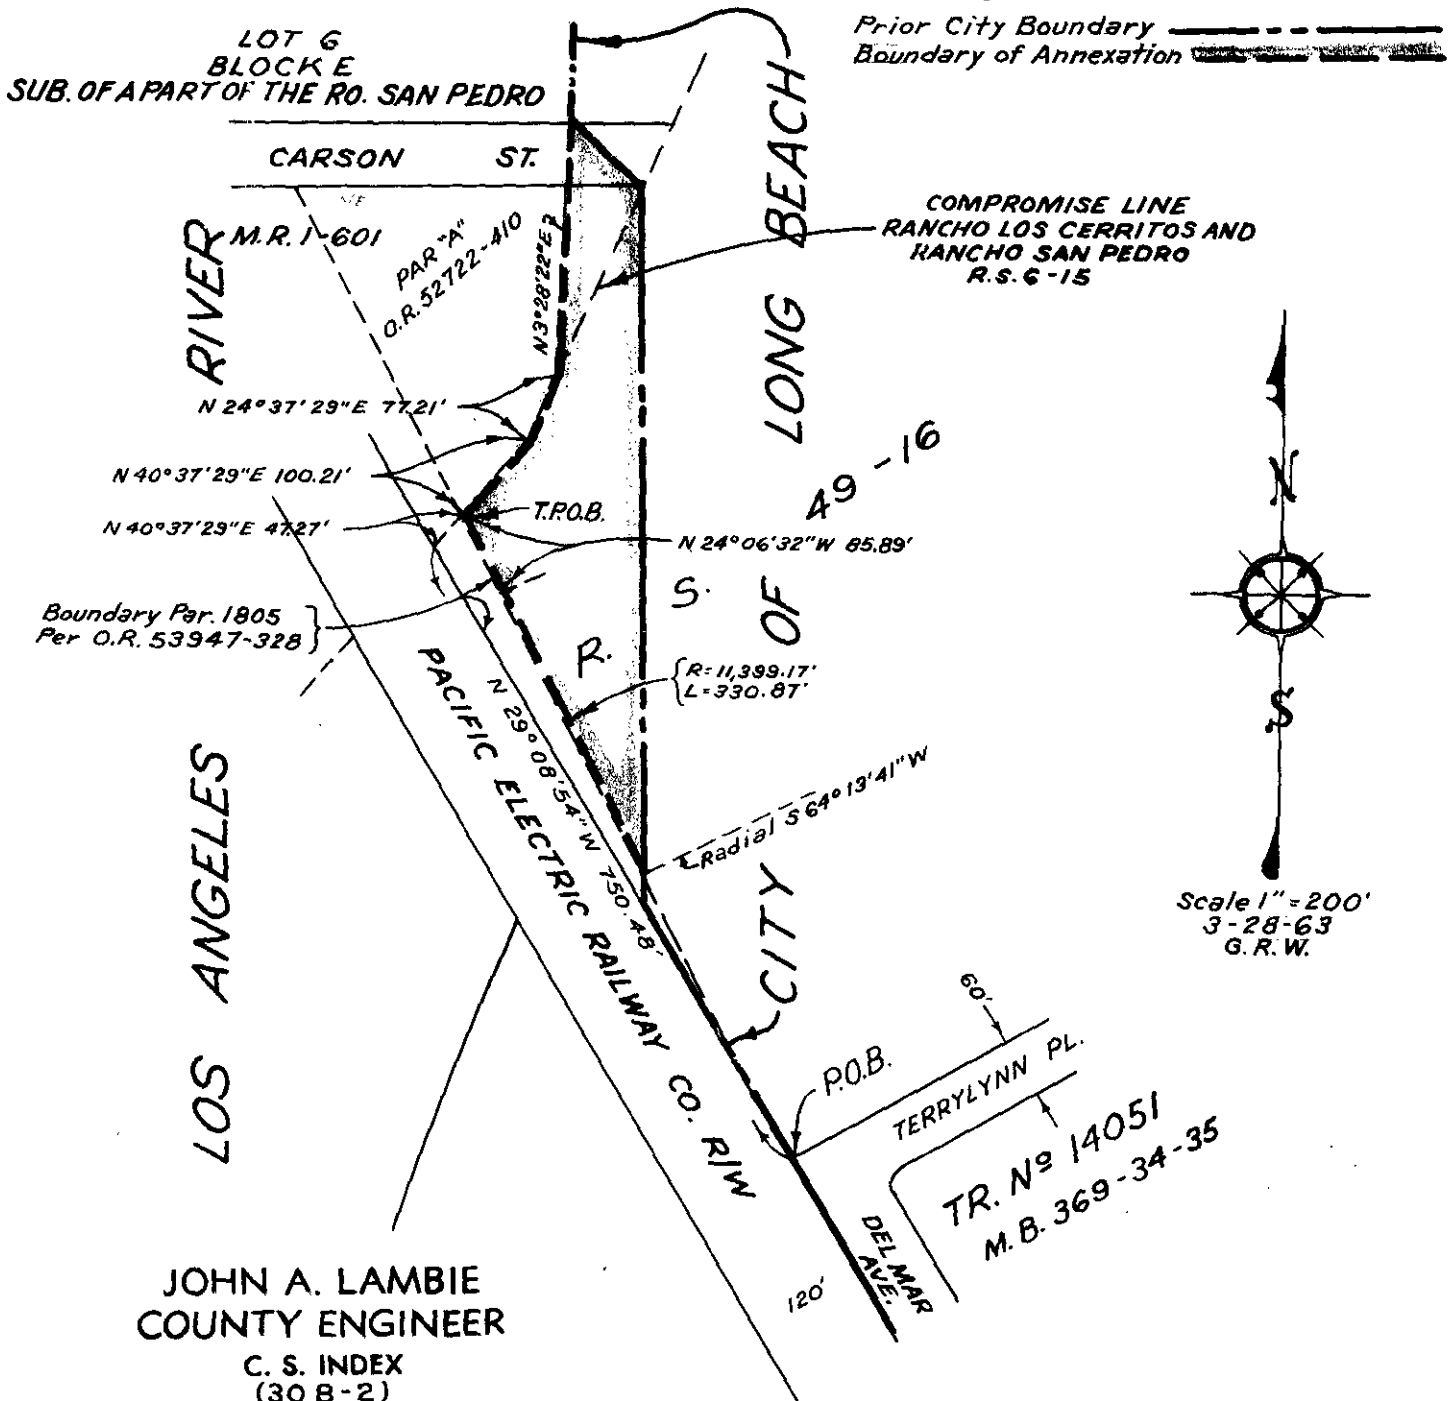 Prior City Boundary
Boundary of Annexation
LOT 6
BLOCK E
SUB. OF A PART OF THE RO. SAN PEDRO
CARSON ST.
M.R. 1-601
PAR "A"
O.R. 52722-410
N 3° 28' 22" E
COMPROMISE LINE
RANCHO LOS CERRITOS AND
RANCHO SAN PEDRO
R.S. 6-15
N 24° 37' 29" E 77.21'
N 40° 37' 29" E 100.21'
N 40° 37' 29" E 47.27'
T.P.O.B.
N 24° 06' 32" W 85.89'
Boundary Par. 1805
Per O.R. 53947-328
R. S. 49-16
R=11,399.17'
L=330.87'
N 29° 08' 54" W 750.48'
PACIFIC ELECTRIC RAILWAY CO. R/W
Radial S 64° 13' 41" W
LOS ANGELES RIVER
CITY OF LONG BEACH
N
S
Scale 1" = 200'
3-28-63
G.R.W.
60'
P.O.B.
TERRYLYNN PL.
TR. Nº 14051
M.B. 369-34-35
DEL MAR
AVE.
120'
JOHN A. LAMBIE
COUNTY ENGINEER
C. S. INDEX
(30 B-2)